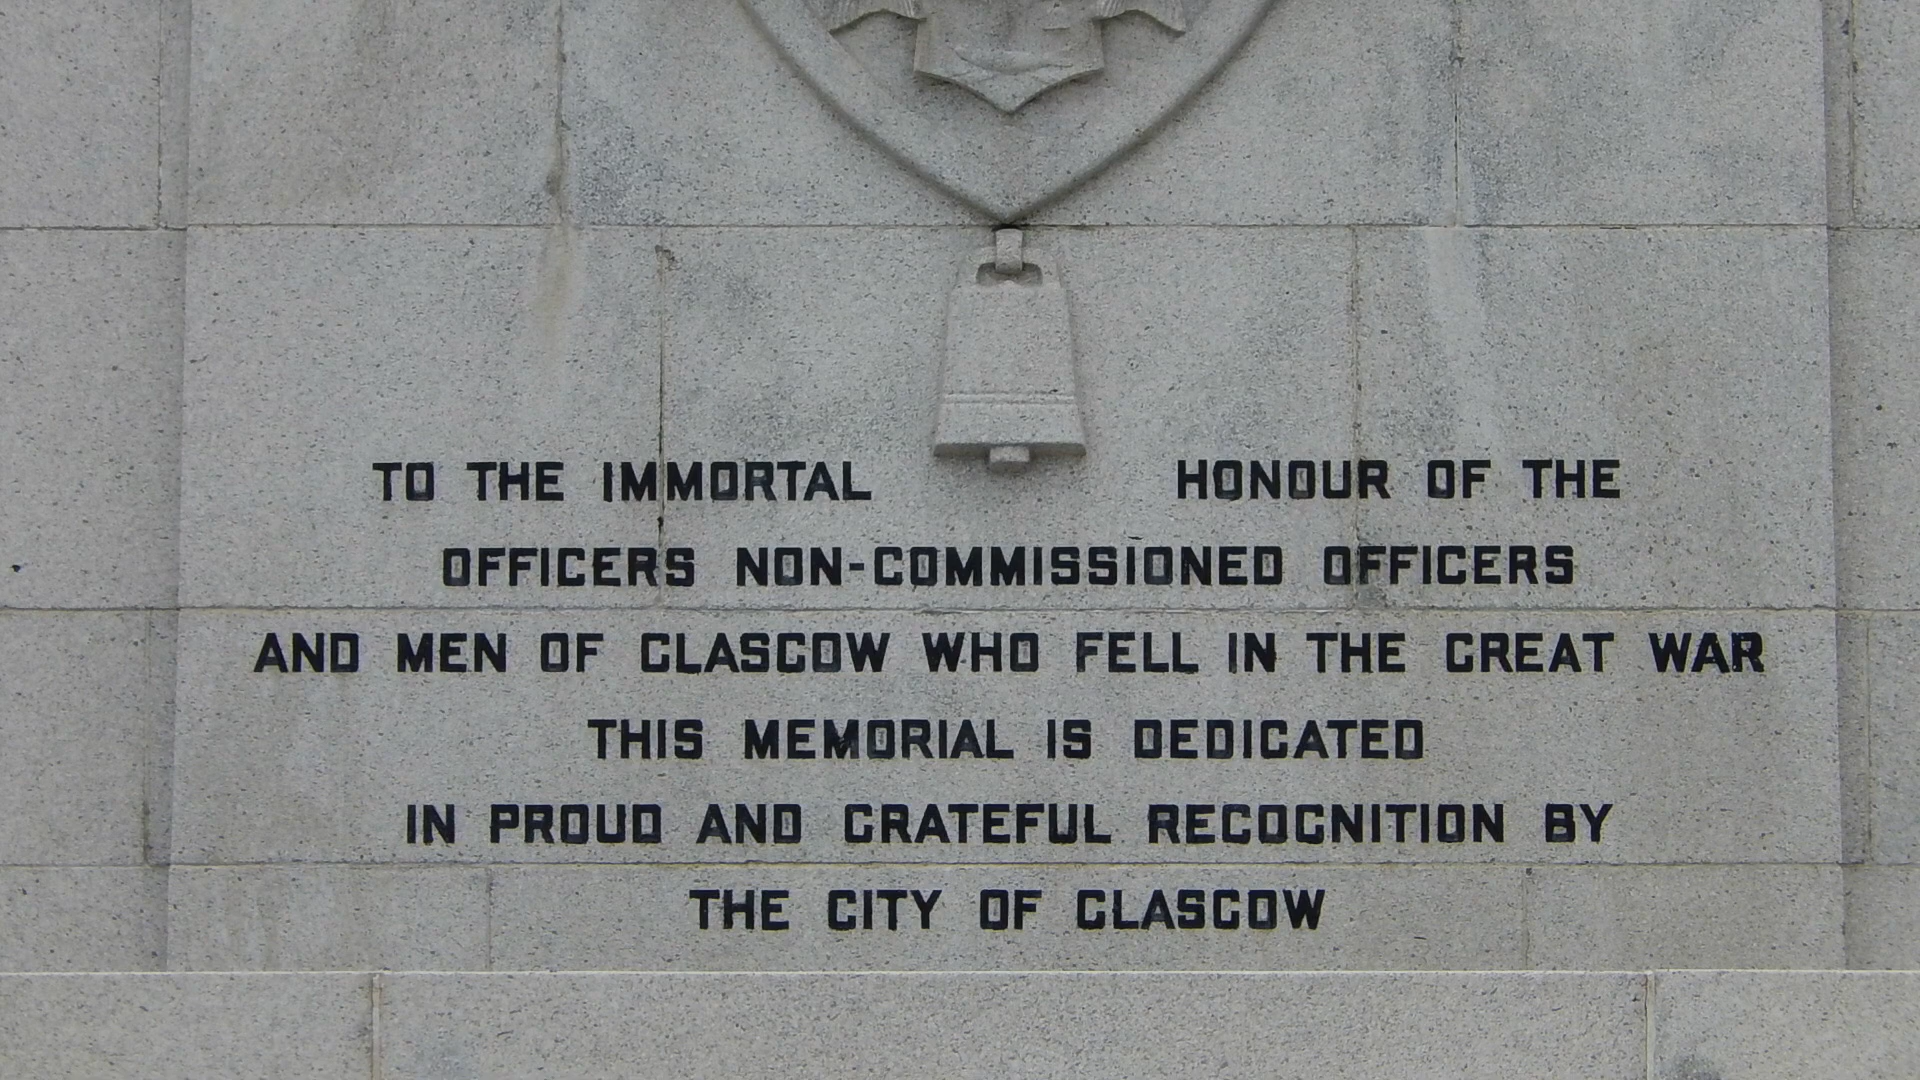 TO THE IMMORTAL HONOUR OF THE
OFFICERS NON-COMMISSIONED OFFICERS
AND MEN OF GLASGOW WHO FELL IN THE GREAT WAR
THIS MEMORIAL IS DEDICATED
IN PROUD AND GRATEFUL RECOGNITION BY
THE CITY OF GLASGOW